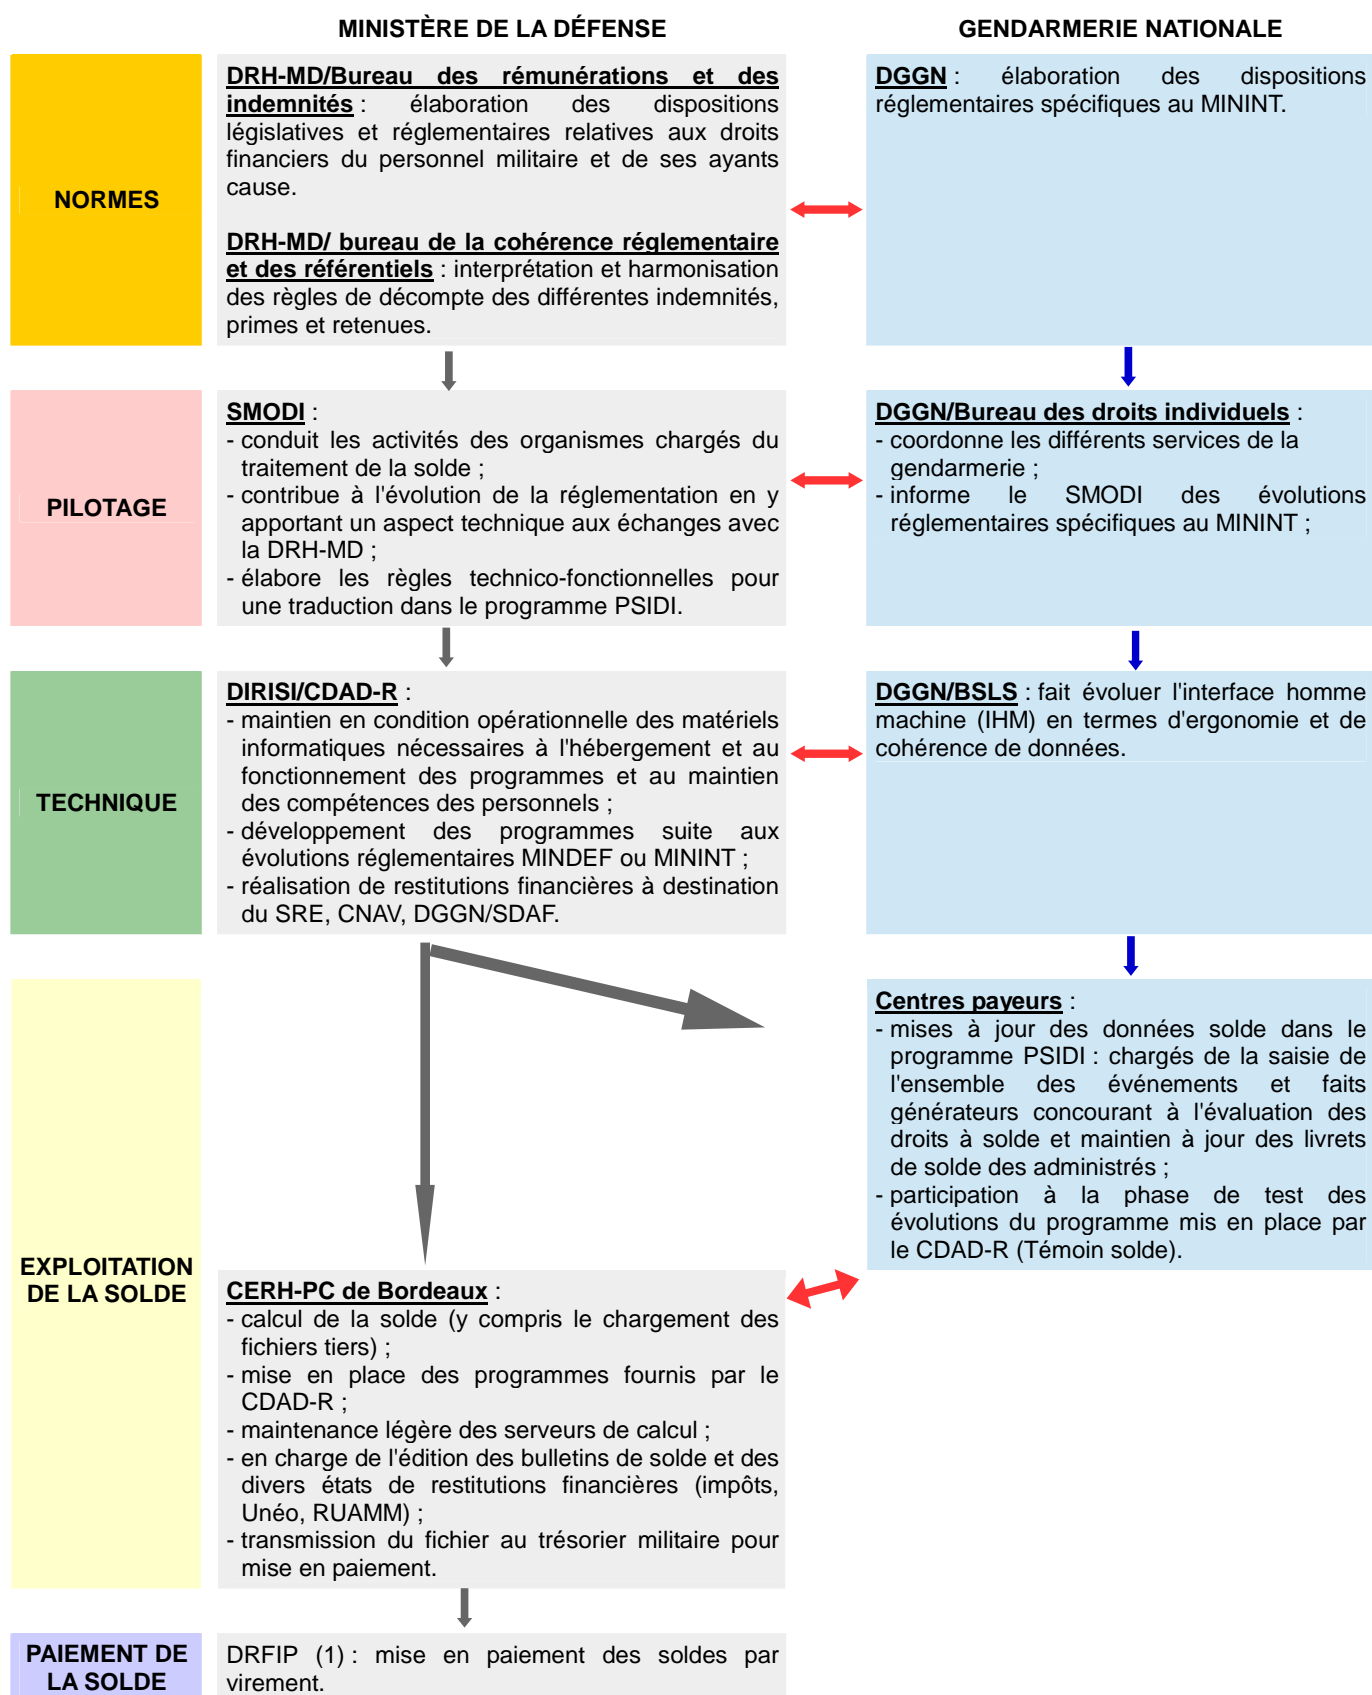 MINISTÈRE DE LA DÉFENSE
GENDARMERIE NATIONALE
NORMES
DRH-MD/Bureau des rémunérations et des
indemnités : élaboration des dispositions
législatives et réglementaires relatives aux droits
financiers du personnel militaire et de ses ayants
cause.
DRH-MD/ bureau de la cohérence réglementaire
et des référentiels : interprétation et harmonisation
des règles de décompte des différentes indemnités,
primes et retenues.
DGGN : élaboration des dispositions
réglementaires spécifiques au MININT.
PILOTAGE
SMODI :
- conduit les activités des organismes chargés du
traitement de la solde ;
- contribue à l'évolution de la réglementation en y
apportant un aspect technique aux échanges avec
la DRH-MD ;
- élabore les règles technico-fonctionnelles pour
une traduction dans le programme PSIDI.
DGGN/Bureau des droits individuels :
- coordonne les différents services de la
gendarmerie ;
- informe le SMODI des évolutions
réglementaires spécifiques au MININT ;
TECHNIQUE
DIRISI/CDAD-R :
- maintien en condition opérationnelle des matériels
informatiques nécessaires à l'hébergement et au
fonctionnement des programmes et au maintien
des compétences des personnels ;
- développement des programmes suite aux
évolutions réglementaires MINDEF ou MININT ;
- réalisation de restitutions financières à destination
du SRE, CNAV, DGGN/SDAF.
DGGN/BSLS : fait évoluer l'interface homme
machine (IHM) en termes d'ergonomie et de
cohérence de données.
EXPLOITATION
DE LA SOLDE
Centres payeurs :
- mises à jour des données solde dans le
programme PSIDI : chargés de la saisie de
l'ensemble des événements et faits
générateurs concourant à l'évaluation des
droits à solde et maintien à jour des livrets
de solde des administrés ;
- participation à la phase de test des
évolutions du programme mis en place par
le CDAD-R (Témoin solde).
CERH-PC de Bordeaux :
- calcul de la solde (y compris le chargement des
fichiers tiers) ;
- mise en place des programmes fournis par le
CDAD-R ;
- maintenance légère des serveurs de calcul ;
- en charge de l'édition des bulletins de solde et des
divers états de restitutions financières (impôts,
Unéo, RUAMM) ;
- transmission du fichier au trésorier militaire pour
mise en paiement.
PAIEMENT DE
LA SOLDE
DRFIP (1) : mise en paiement des soldes par
virement.